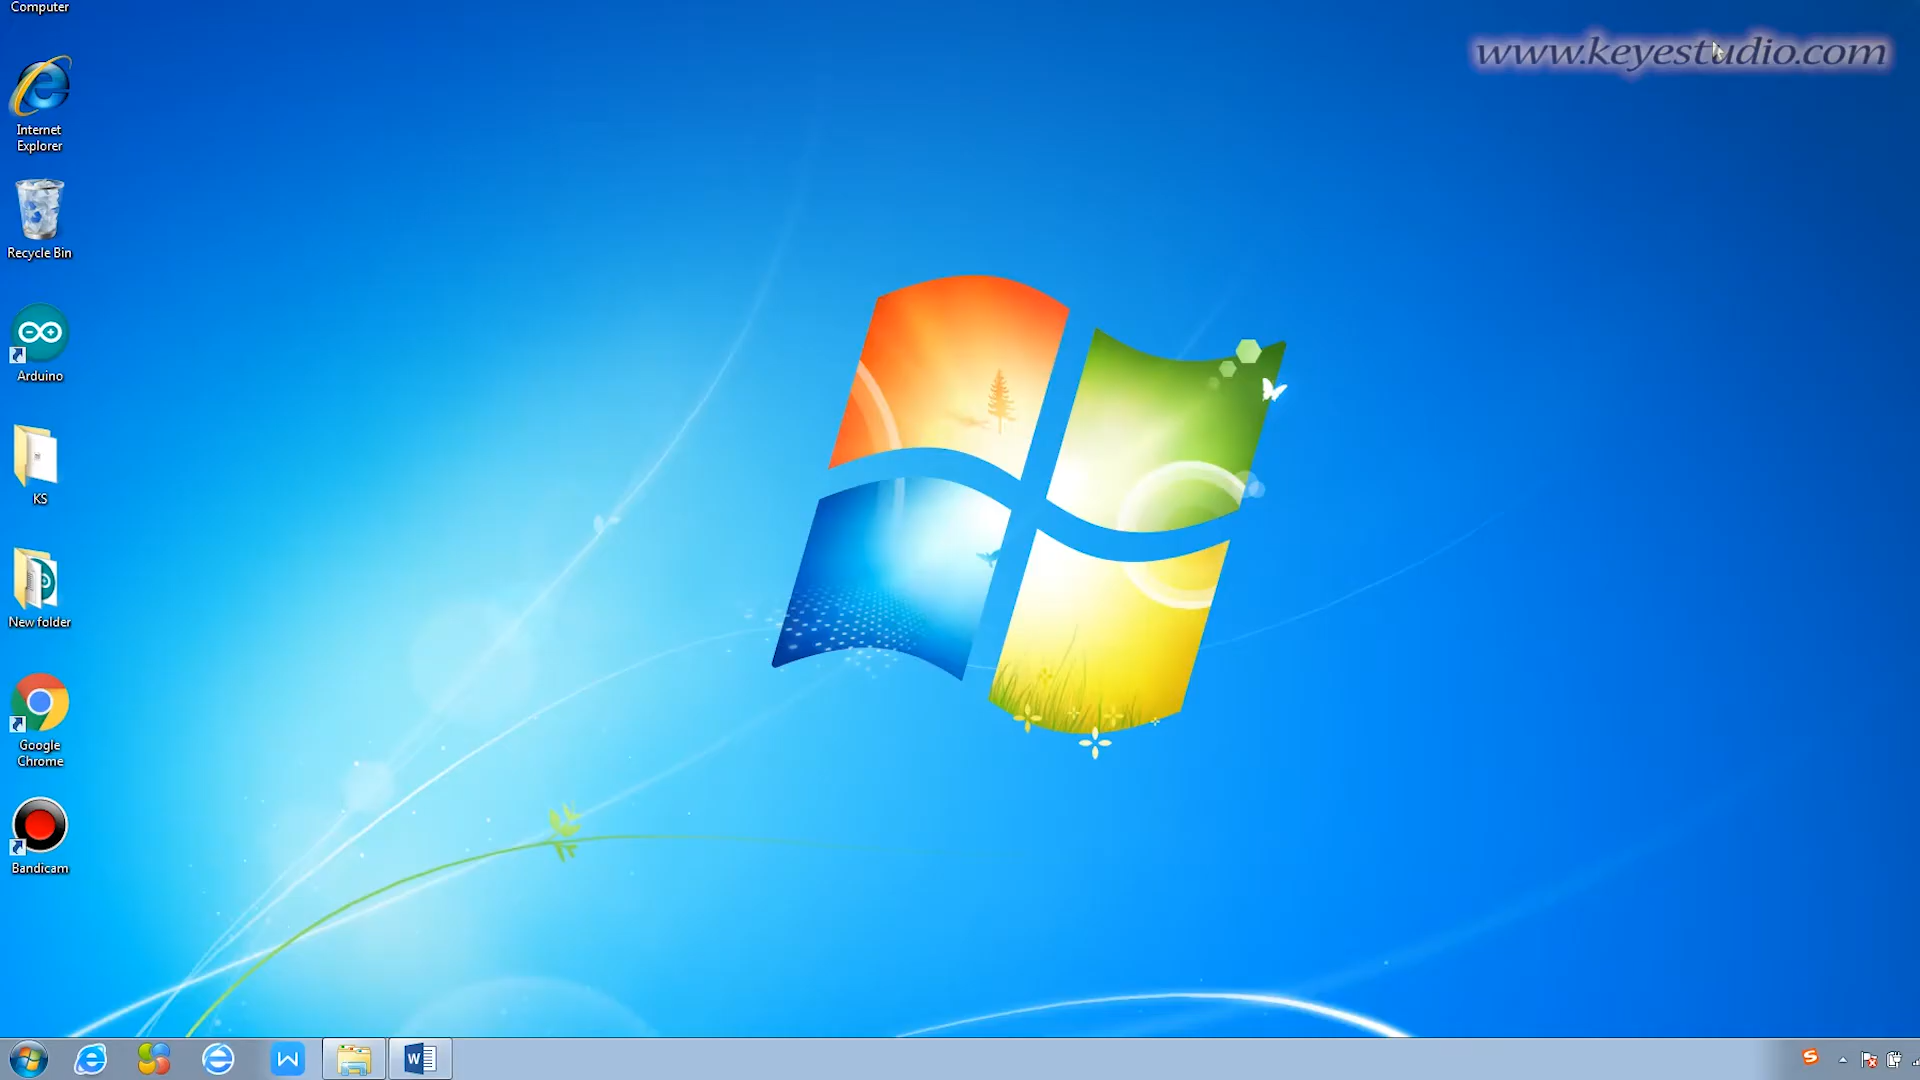 Computer
www.keyestudio.com
Internet
Explorer
Recycle Bin
Arduino
KS
New folder
Google
Chrome
Bandicam